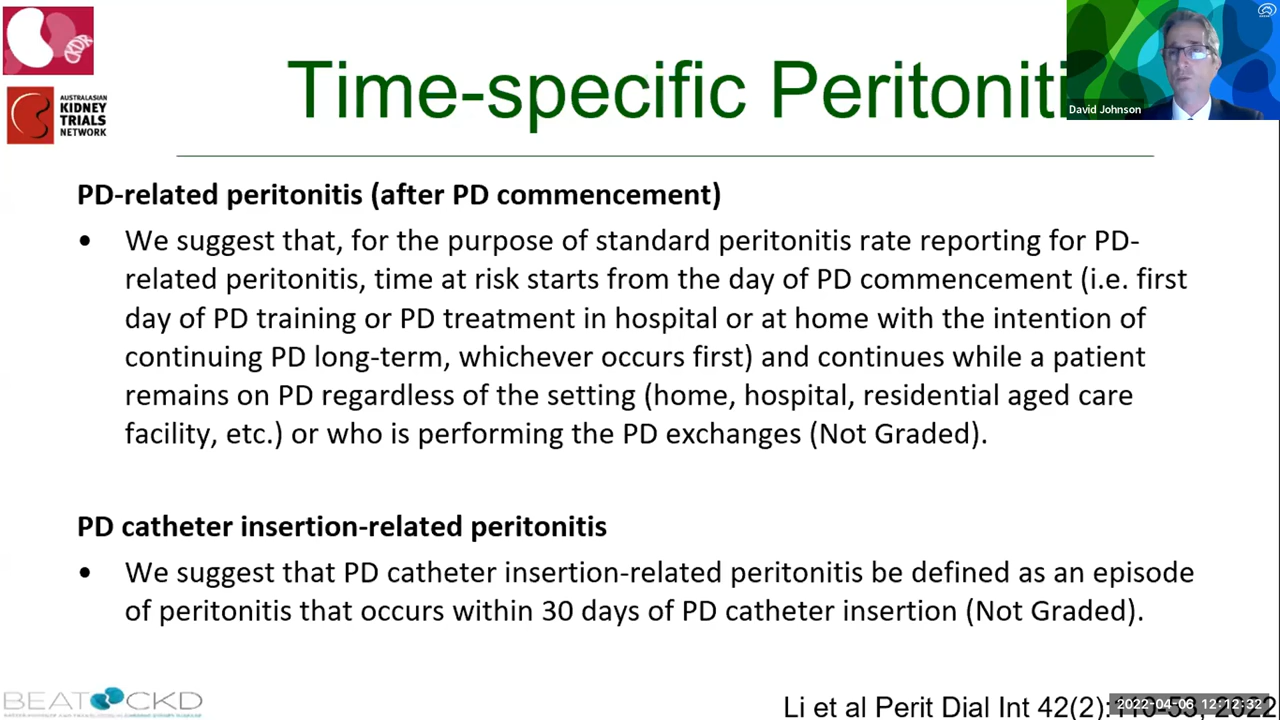 CKDR
AUSTRALASIAN
KIDNEY
TRIALS
NETWORK
Time-specific Peritoniti
David Johnson
PD-related peritonitis (after PD commencement)
• We suggest that, for the purpose of standard peritonitis rate reporting for PD-
related peritonitis, time at risk starts from the day of PD commencement (i.e. first
day of PD training or PD treatment in hospital or at home with the intention of
continuing PD long-term, whichever occurs first) and continues while a patient
remains on PD regardless of the setting (home, hospital, residential aged care
facility, etc.) or who is performing the PD exchanges (Not Graded).
PD catheter insertion-related peritonitis
• We suggest that PD catheter insertion-related peritonitis be defined as an episode
of peritonitis that occurs within 30 days of PD catheter insertion (Not Graded).
BEAT CKD
Li et al Perit Dial Int 42(2): 2022
2022-04-06 12:12:32